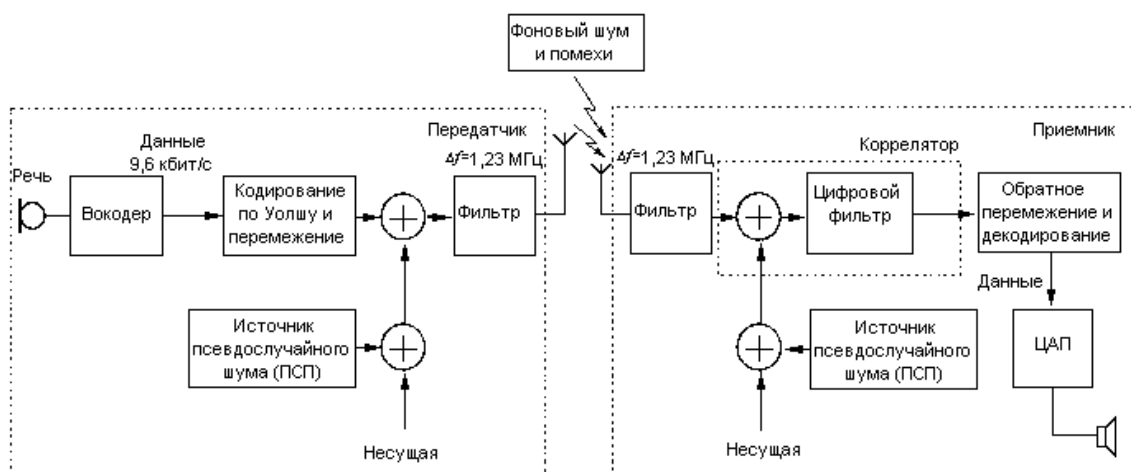 Фоновый шум
и помехи
Передатчик
Данные
9,6 кбит/с
Δf=1,23 МГц
Речь
Вокодер
Кодирование
по Уолшу и
перемежение
Фильтр
Источник
псевдослучайного
шума (ПСП)
Несущая
Приемник
Δf=1,23 МГц
Коррелятор
Фильтр
Цифровой
фильтр
Обратное
перемежение и
декодирование
Данные
Источник
псевдослучайного
шума (ПСП)
ЦАП
Несущая